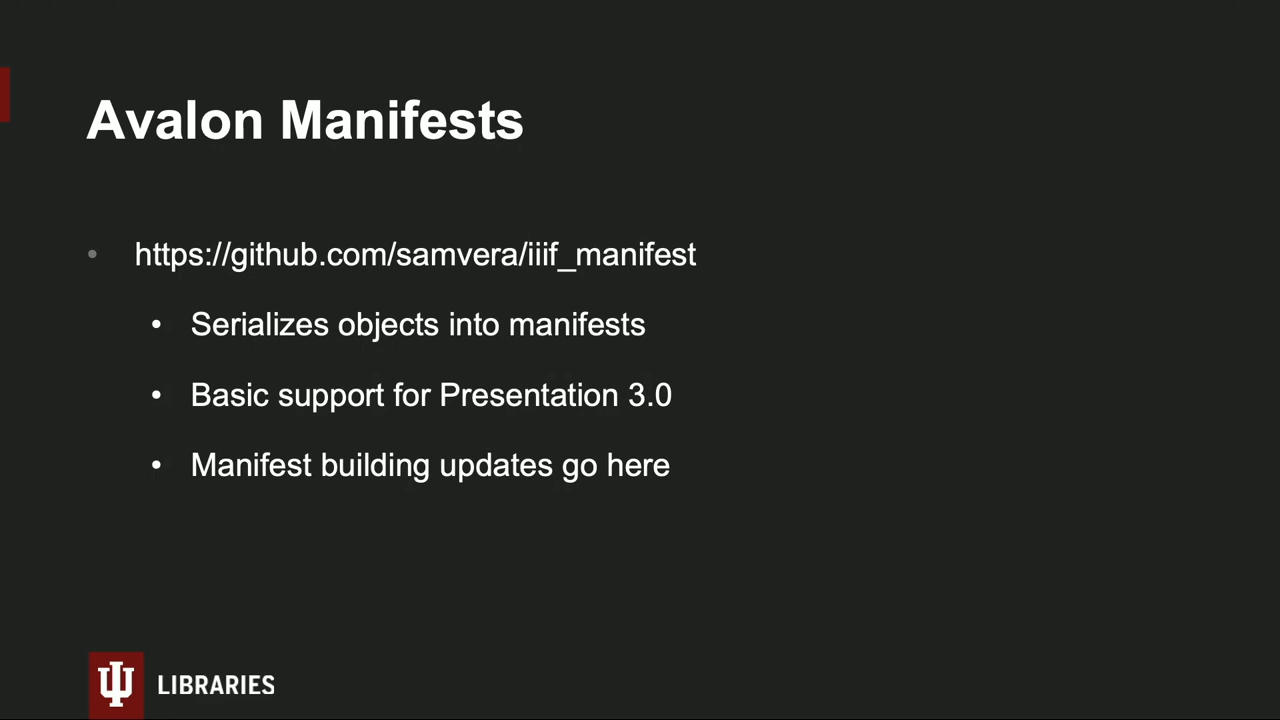 Avalon Manifests
• https://github.com/samvera/iiif_manifest
• Serializes objects into manifests
• Basic support for Presentation 3.0
• Manifest building updates go here
LIBRARIES